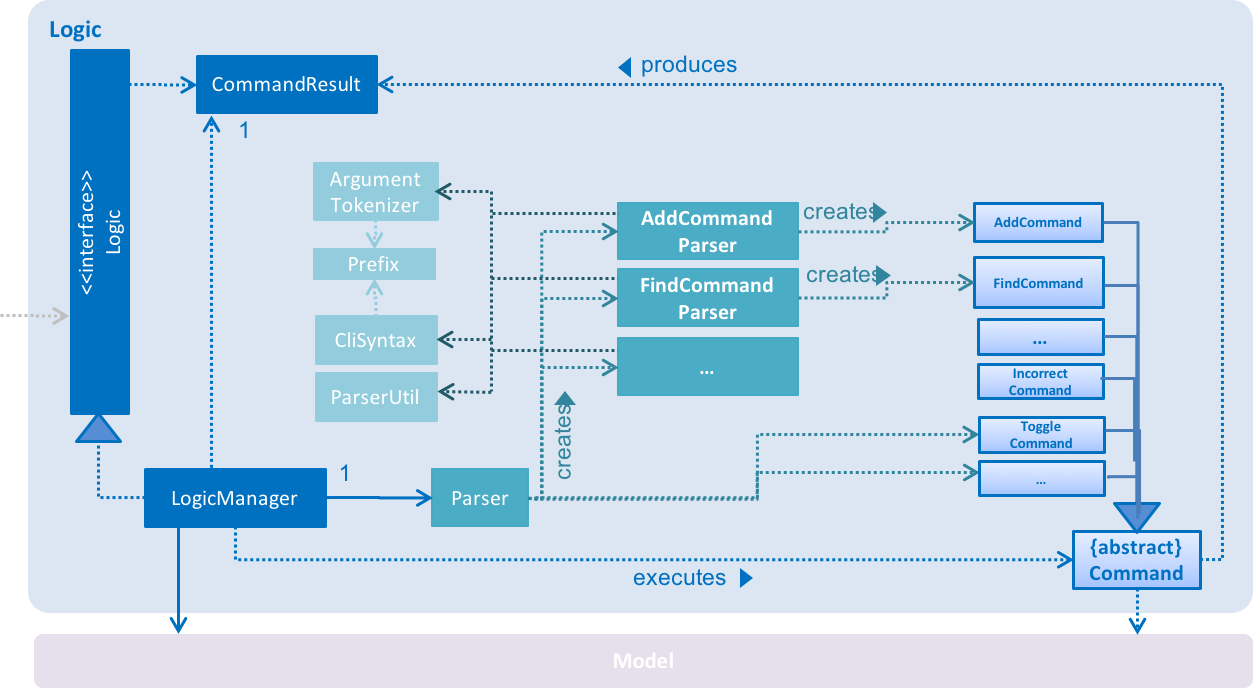 Logic
<<interface>>
Logic
CommandResult
produces
1
Argument
Tokenizer
Prefix
CliSyntax
ParserUtil
AddCommand
Parser
FindCommand
Parser
...
creates
creates
creates
AddCommand
FindCommand
...
Incorrect
Command
Toggle
Command
...
LogicManager
1
Parser
executes
{abstract}
Command
Model